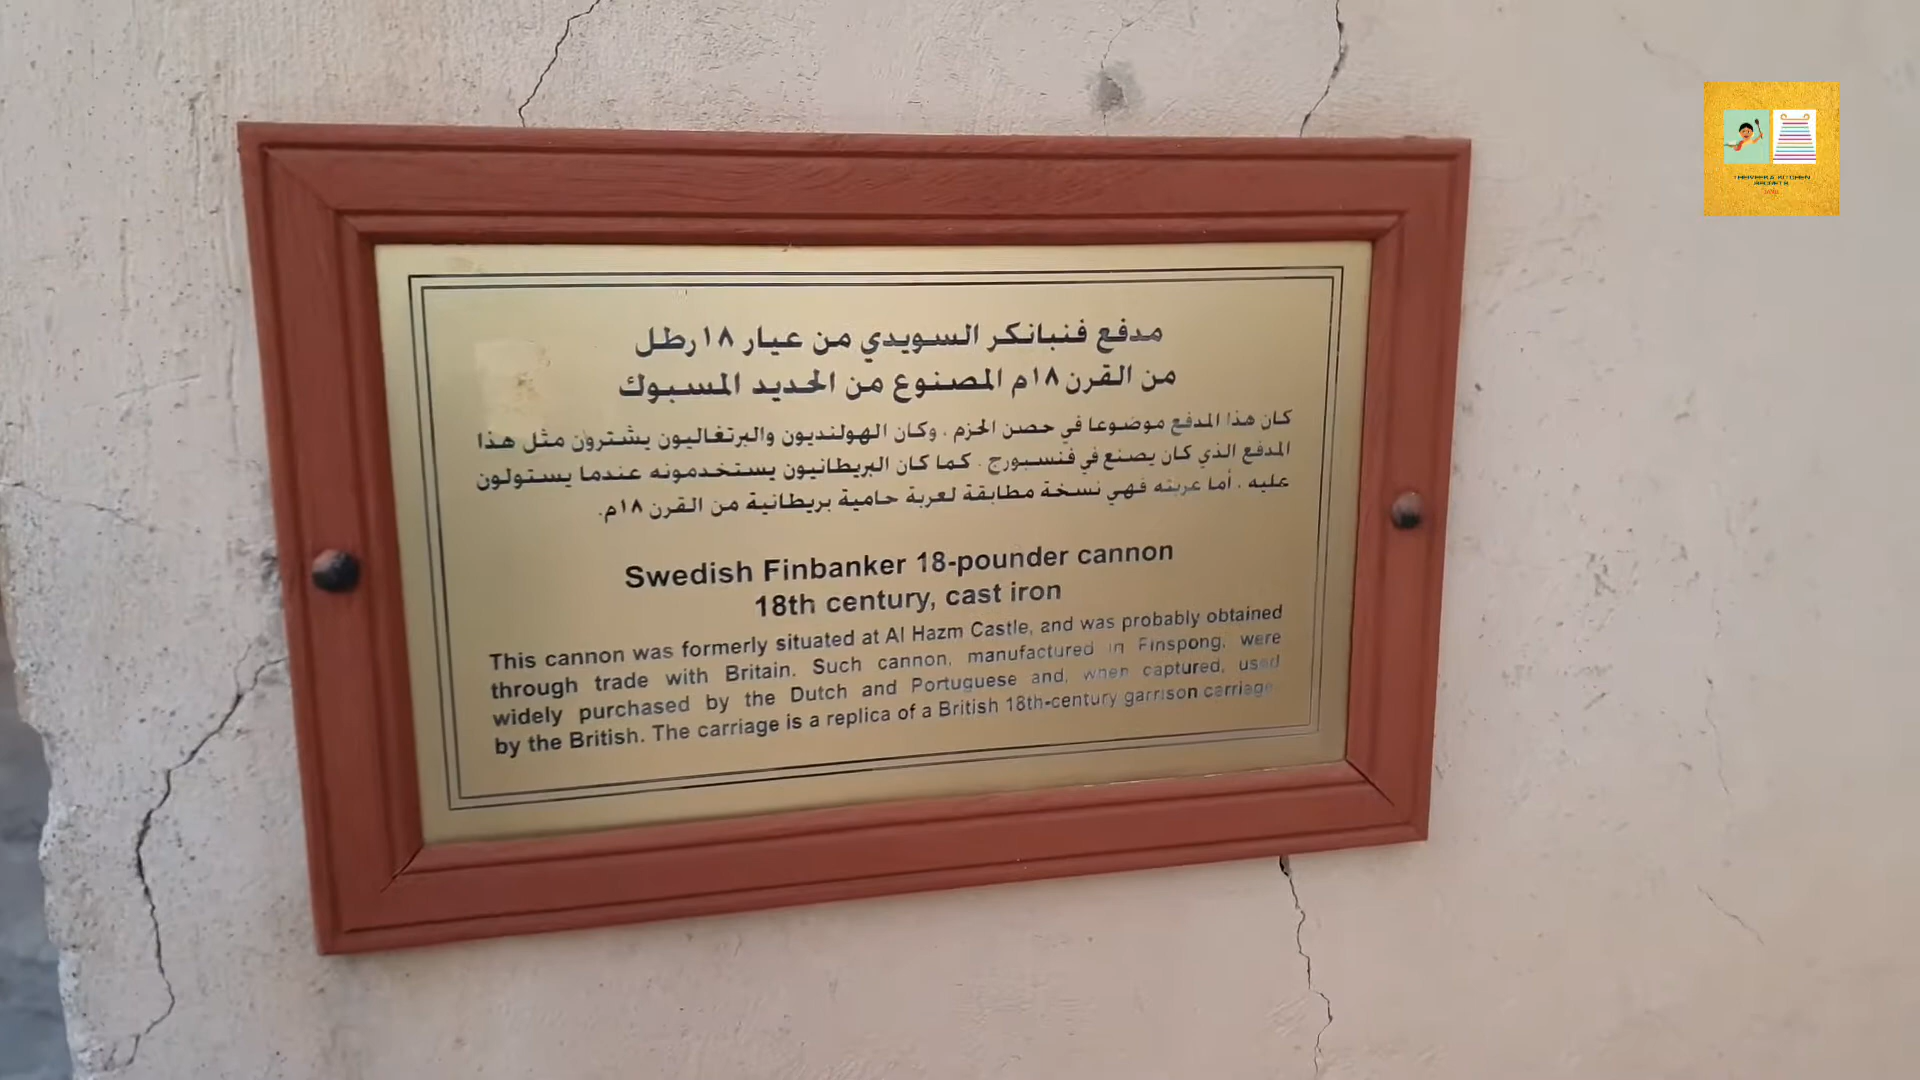 مدفع فنبانكر السويدي من عيار ١٨ رطل
من القرن ١٨م المصنوع من الحديد المسبوك
كان هذا المدفع موضوعا في حصن الحزم . وكان الهولنديون والبرتغاليون يشترون مثل هذا
المدفع الذي كان يصنع في فنسبورج . كما كان البريطانيون يستخدمونه عندما يستولون
عليه . أما عربته فهي نسخة مطابقة لعربة حامية بريطانية من القرن ١٨م.
Swedish Finbanker 18-pounder cannon
18th century, cast iron
This cannon was formerly situated at Al Hazm Castle, and was probably obtained
through trade with Britain. Such cannon, manufactured in Finspong, were
widely purchased by the Dutch and Portuguese and, when captured, used
by the British. The carriage is a replica of a British 18th-century garrison carriage